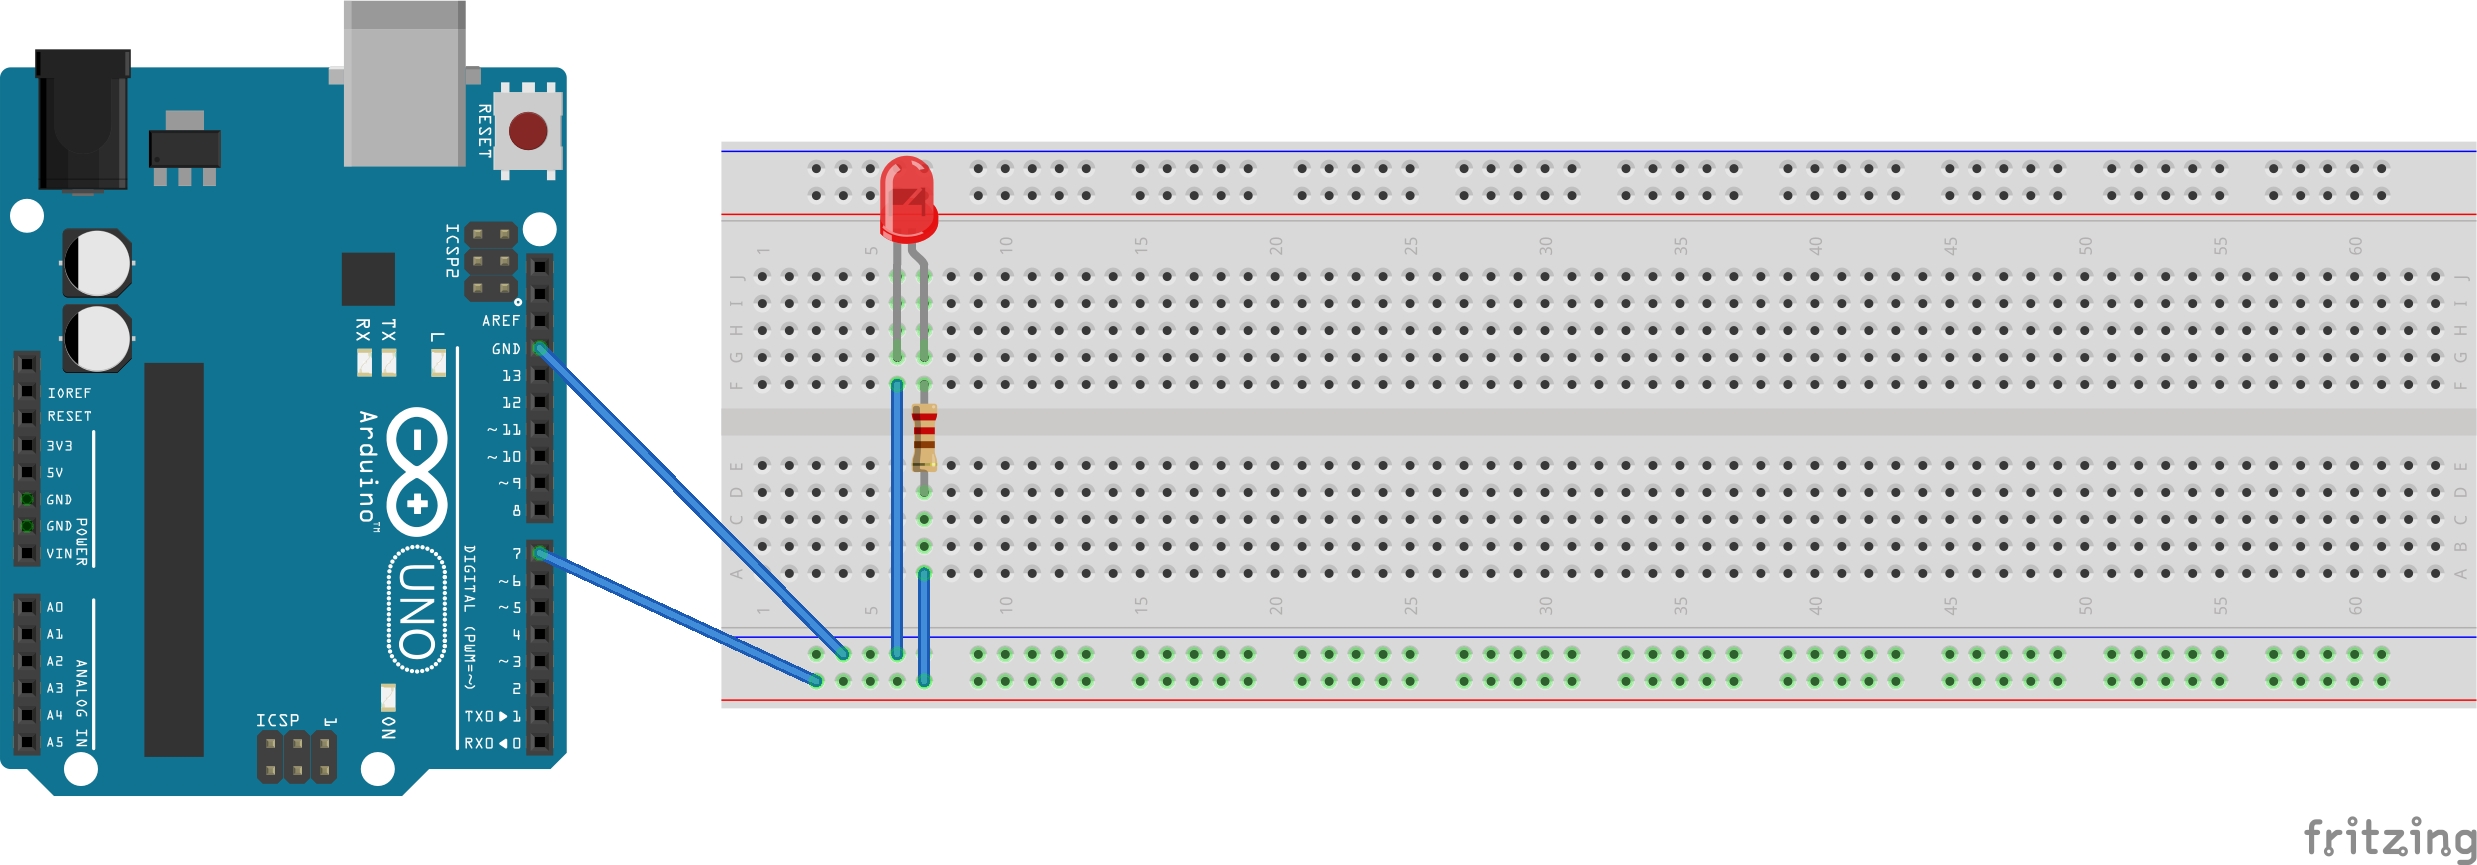 RESET
ICSP2
AREF
GND
13
12
~11
~10
~9
8
7
~6
~5
4
~3
2
TX0▶1
RX0◀0
RX
TX
L
IOREF
RESET
3V3
5V
GND
GND
VIN
POWER
A0
A1
A2
A3
A4
A5
ANALOG IN
Arduino™
UNO
DIGITAL (PWM=~)
ICSP
1
ON
1 5 10 15 20 25 30 35 40 45 50 55 60
J J
I I
H H
G G
F F
E E
D D
C C
B B
A A
1 5 10 15 20 25 30 35 40 45 50 55 60
fritzing